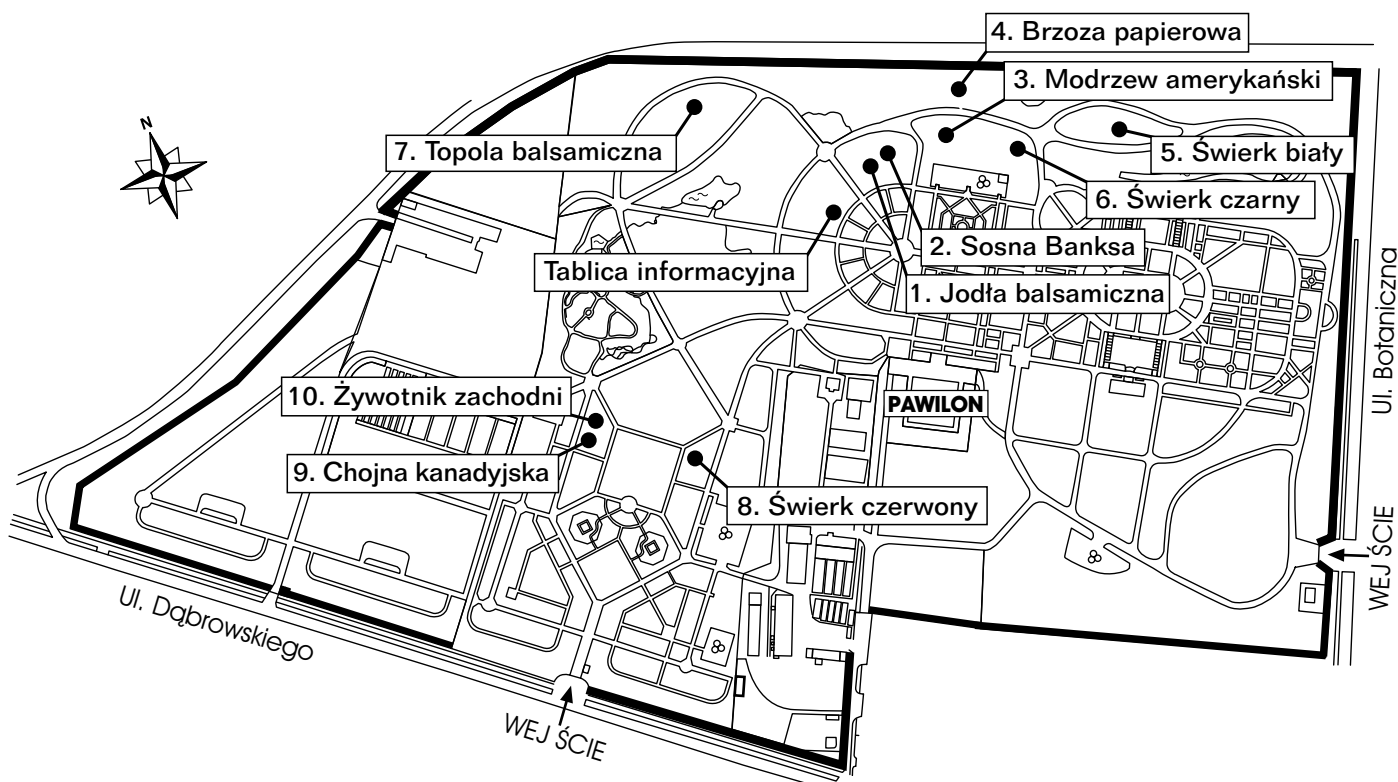 4. Brzoza papierowa
3. Modrzew amerykański
N
7. Topola balsamiczna
5. Świerk biały
6. Świerk czarny
2. Sosna Banksa
Tablica informacyjna
1. Jodła balsamiczna
Ul. Botaniczna
10. Żywotnik zachodni
PAWILON
9. Chojna kanadyjska
8. Świerk czerwony
WEJ ŚCIE
Ul. Dąbrowskiego
WEJ ŚCIE